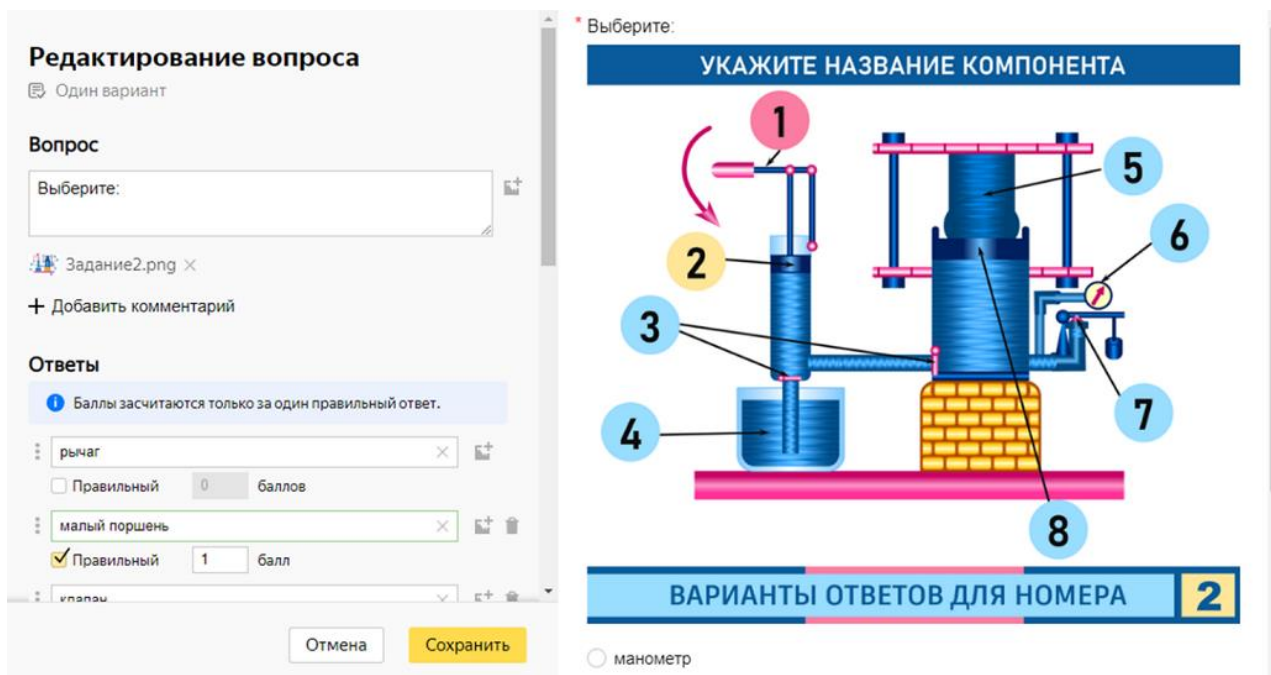 Редактирование вопроса
Один вариант
Вопрос
Выберите:
Задание2.png
Добавить комментарий
Ответы
Баллы засчитаются только за один правильный ответ.
рычаг
Правильный 0 баллов
малый поршень
Правильный 1 балл
клапан
Отмена Сохранить
* Выберите:
УКАЖИТЕ НАЗВАНИЕ КОМПОНЕНТА
1
2
3
4
5
6
7
8
ВАРИАНТЫ ОТВЕТОВ ДЛЯ НОМЕРА 2
манометр